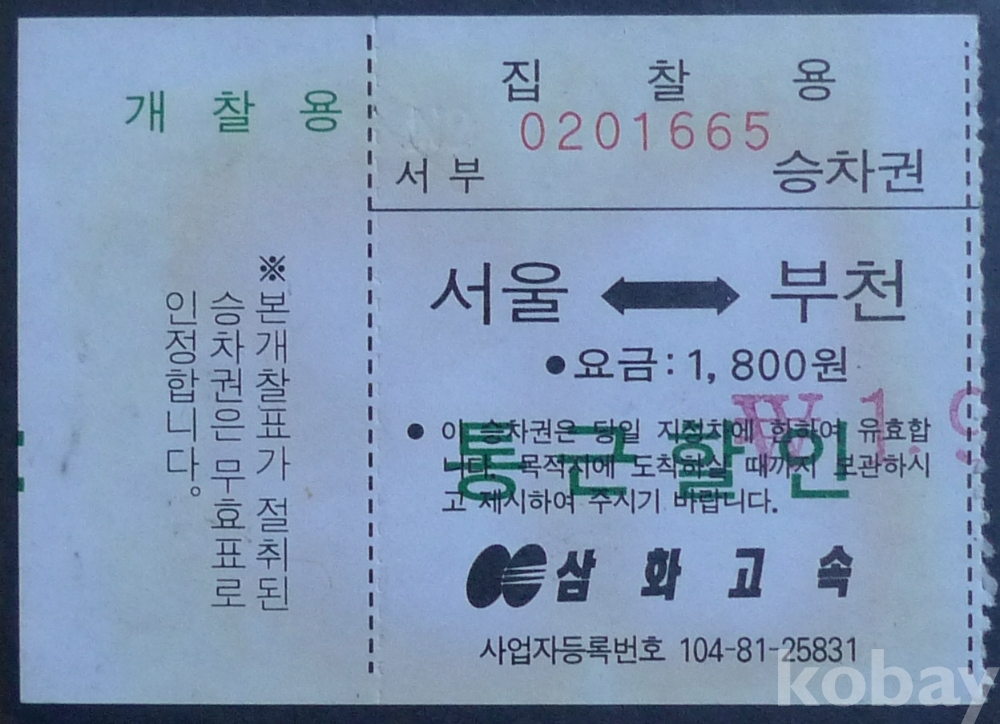 개 찰 용
※본개찰표가 절취된
승차권은 무효표로
인정합니다。
집 찰 용
0201665
서 부
승차권
서울 ↔ 부천
●요금:1,800원
W1.9
● 이 승차권은 당일 지정차에 한하여 유효합
니다. 목적지에 도착하실 때까지 보관하시
고 제시하여 주시기 바랍니다.
통근할인
삼화고속
사업자등록번호 104-81-25831
kobay